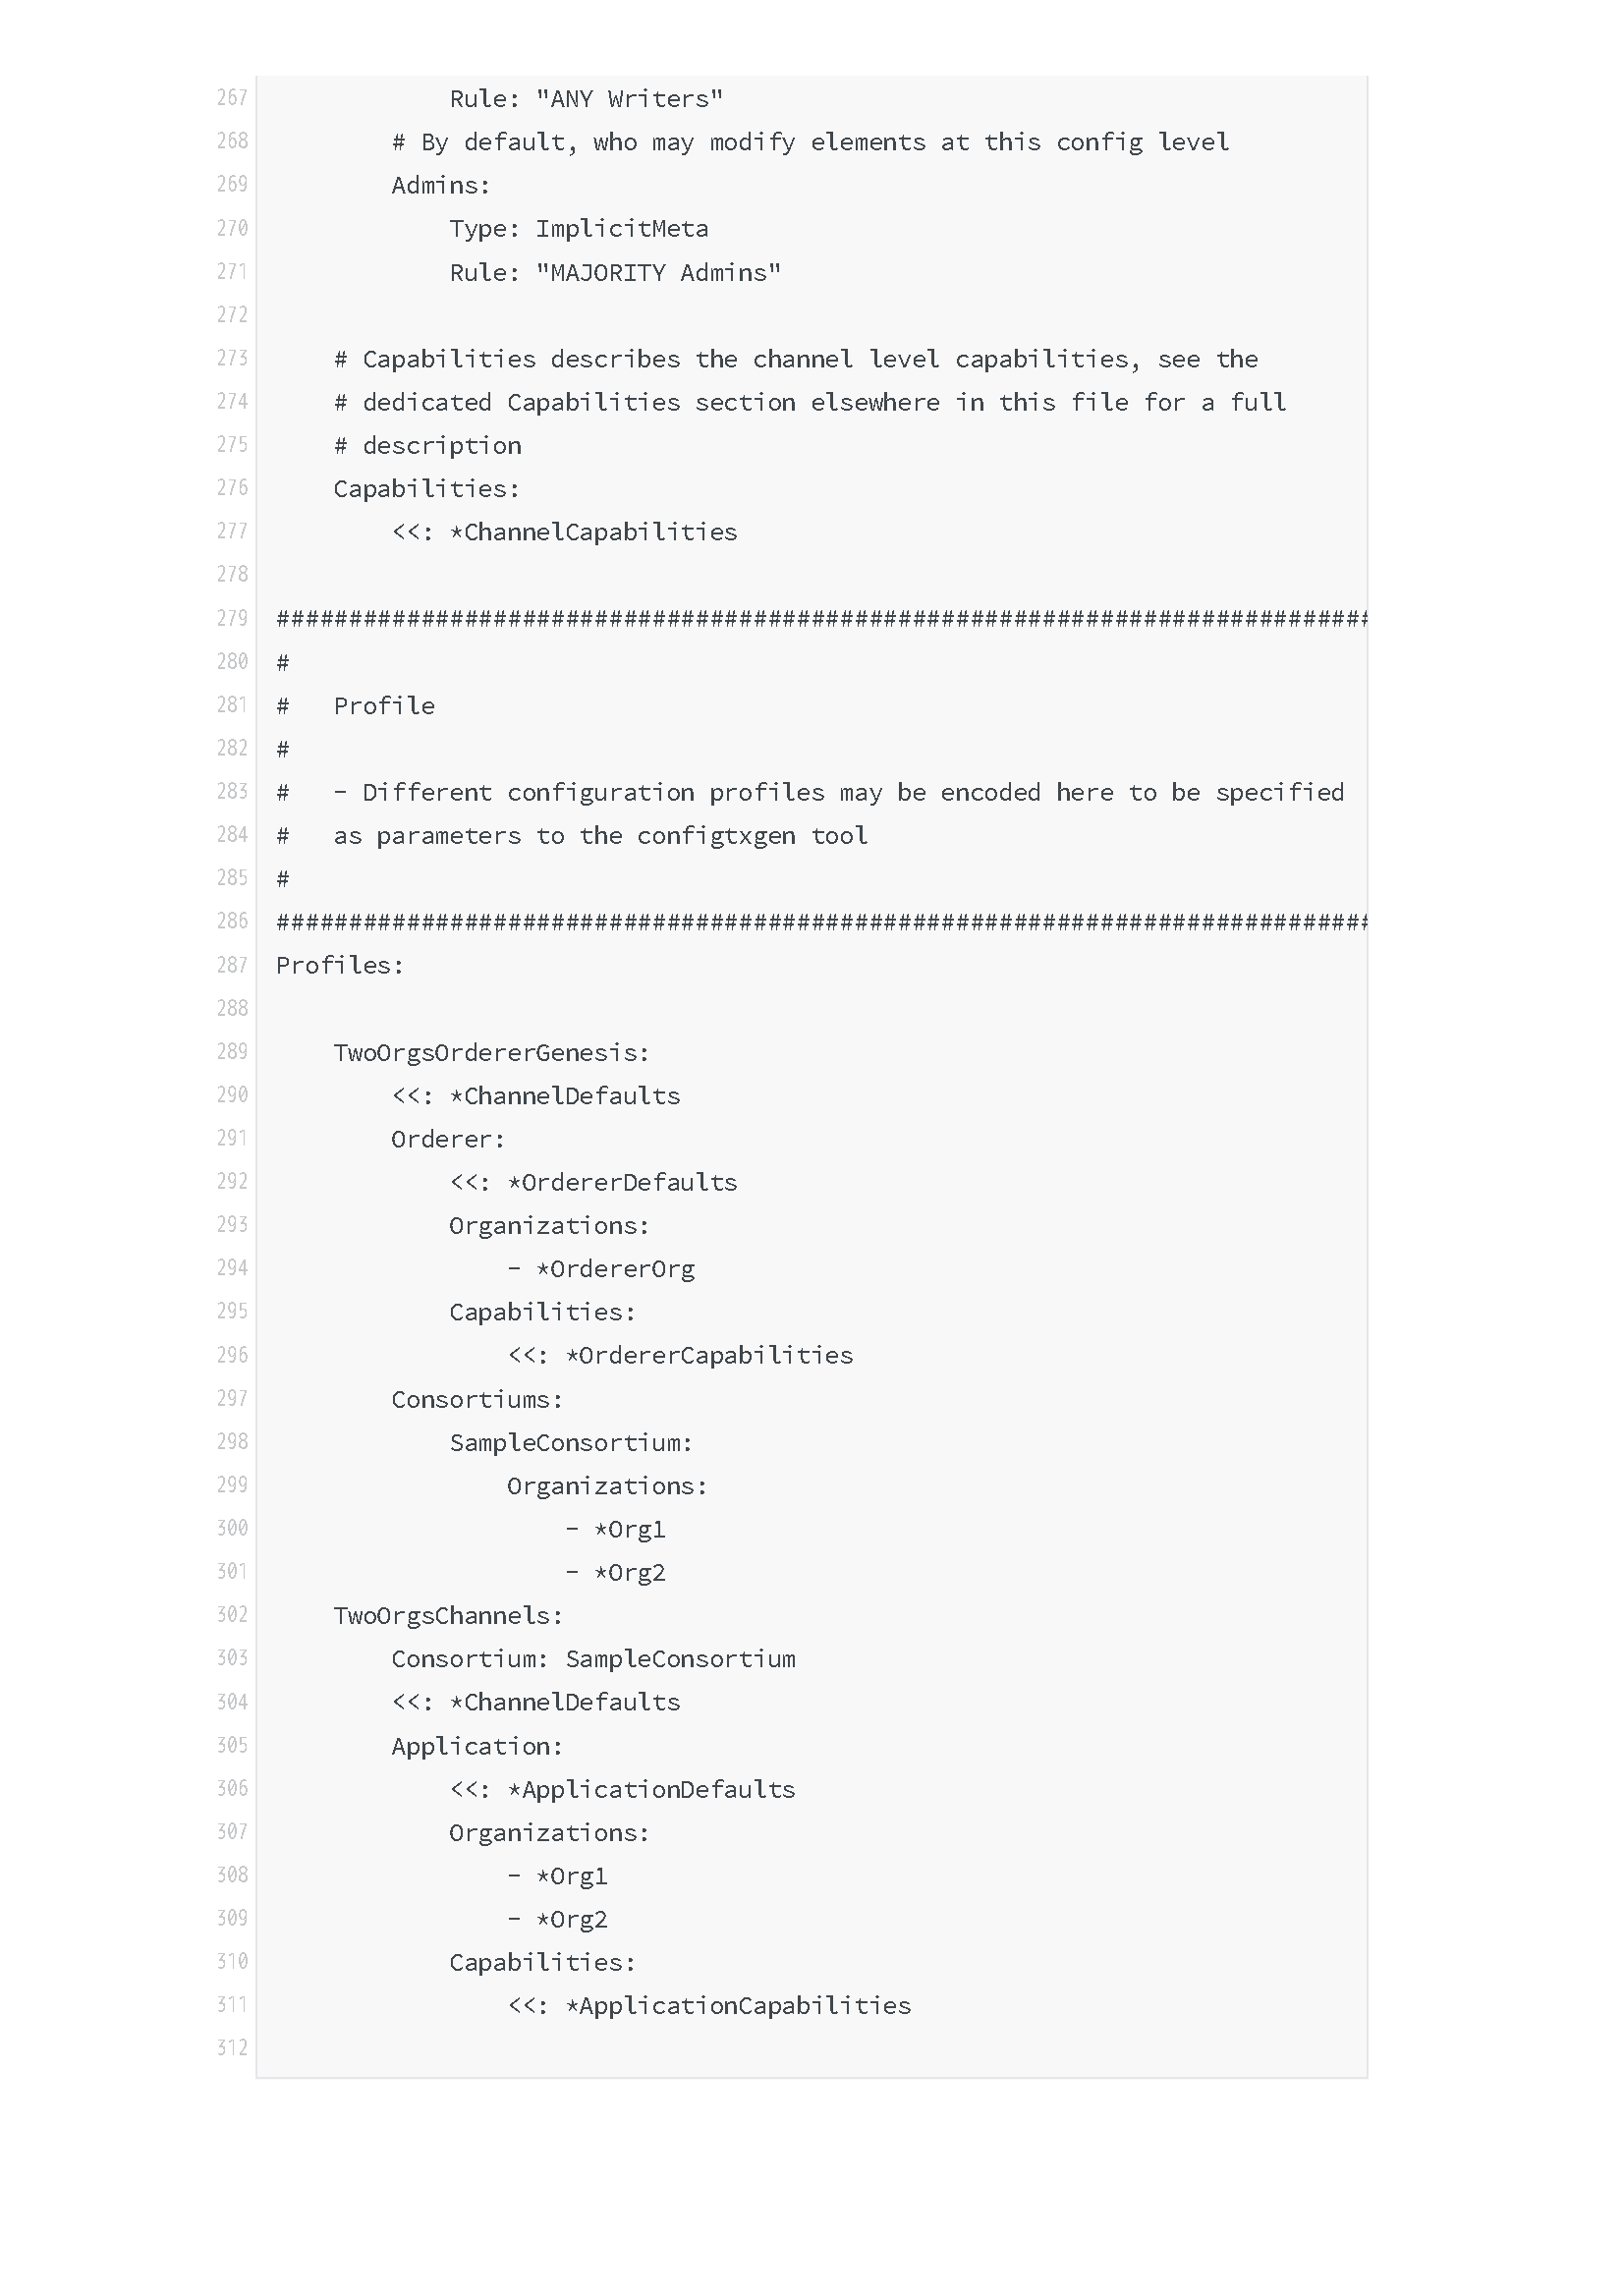 267             Rule: "ANY Writers"
268         # By default, who may modify elements at this config level
269         Admins:
270             Type: ImplicitMeta
271             Rule: "MAJORITY Admins"
272
273     # Capabilities describes the channel level capabilities, see the
274     # dedicated Capabilities section elsewhere in this file for a full
275     # description
276     Capabilities:
277         <<: *ChannelCapabilities
278
279 ############################################################################
280 #
281 #   Profile
282 #
283 #   - Different configuration profiles may be encoded here to be specified
284 #   as parameters to the configtxgen tool
285 #
286 ############################################################################
287 Profiles:
288
289     TwoOrgsOrdererGenesis:
290         <<: *ChannelDefaults
291         Orderer:
292             <<: *OrdererDefaults
293             Organizations:
294                 - *OrdererOrg
295             Capabilities:
296                 <<: *OrdererCapabilities
297         Consortiums:
298             SampleConsortium:
299                 Organizations:
300                     - *Org1
301                     - *Org2
302     TwoOrgsChannels:
303         Consortium: SampleConsortium
304         <<: *ChannelDefaults
305         Application:
306             <<: *ApplicationDefaults
307             Organizations:
308                 - *Org1
309                 - *Org2
310             Capabilities:
311                 <<: *ApplicationCapabilities
312